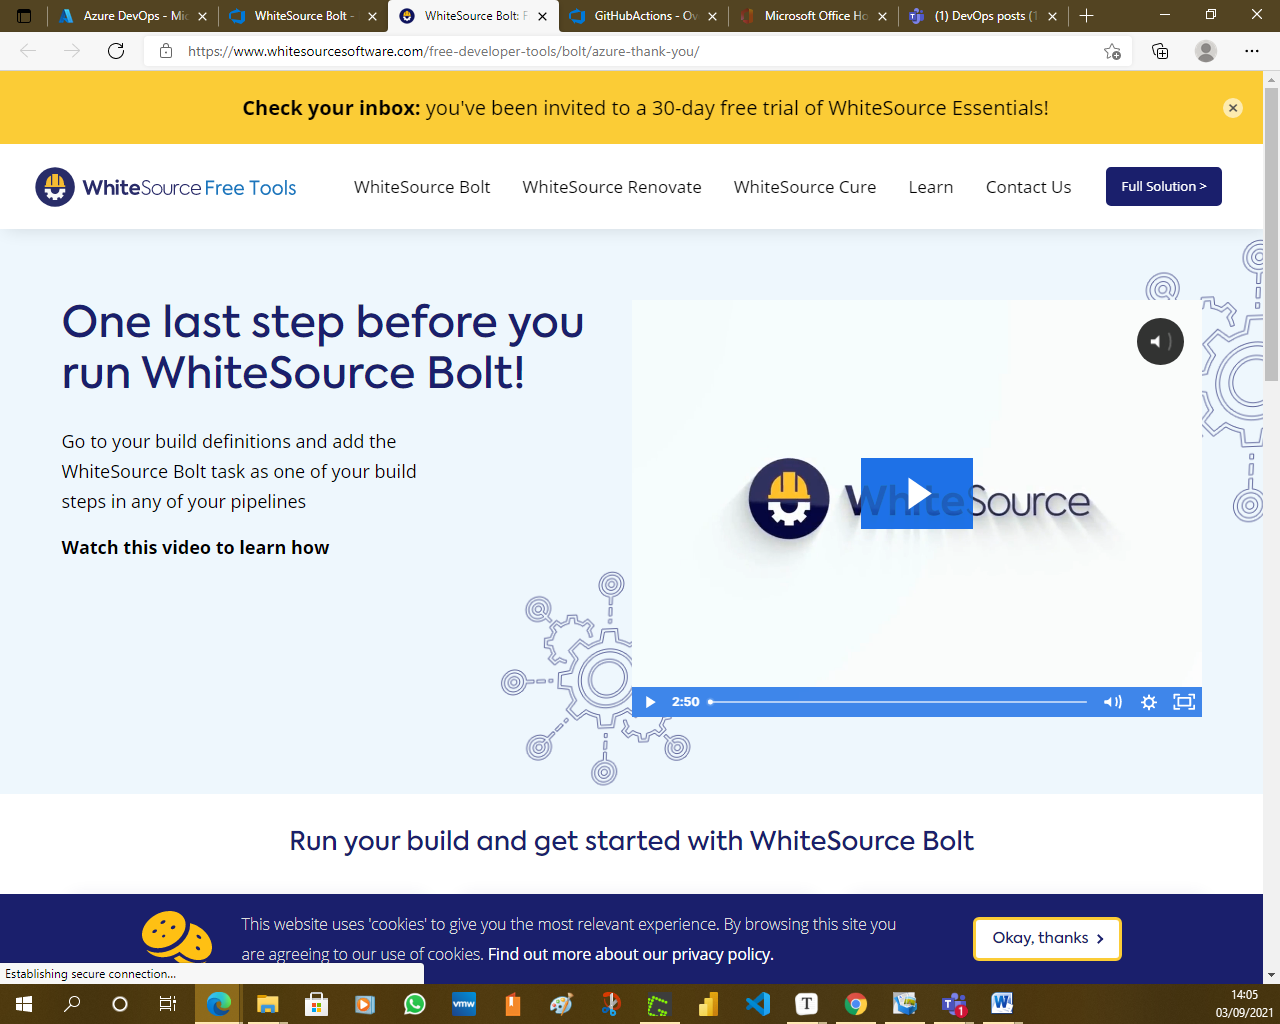 Azure DevOps - Mic
WhiteSource Bolt -
WhiteSource Bolt: F
GitHubActions - Ov
Microsoft Office Ho
(1) DevOps posts (1
https://www.whitesourcesoftware.com/free-developer-tools/bolt/azure-thank-you/
Check your inbox: you've been invited to a 30-day free trial of WhiteSource Essentials!
WhiteSource Free Tools
WhiteSource Bolt
WhiteSource Renovate
WhiteSource Cure
Learn
Contact Us
Full Solution >
One last step before you
run WhiteSource Bolt!
Go to your build definitions and add the
WhiteSource Bolt task as one of your build
steps in any of your pipelines
Watch this video to learn how
WhiteSource
2:50
Run your build and get started with WhiteSource Bolt
This website uses 'cookies' to give you the most relevant experience. By browsing this site you
are agreeing to our use of cookies. Find out more about our privacy policy.
Okay, thanks >
Establishing secure connection...
vmw
T
1
W
14:05
03/09/2021